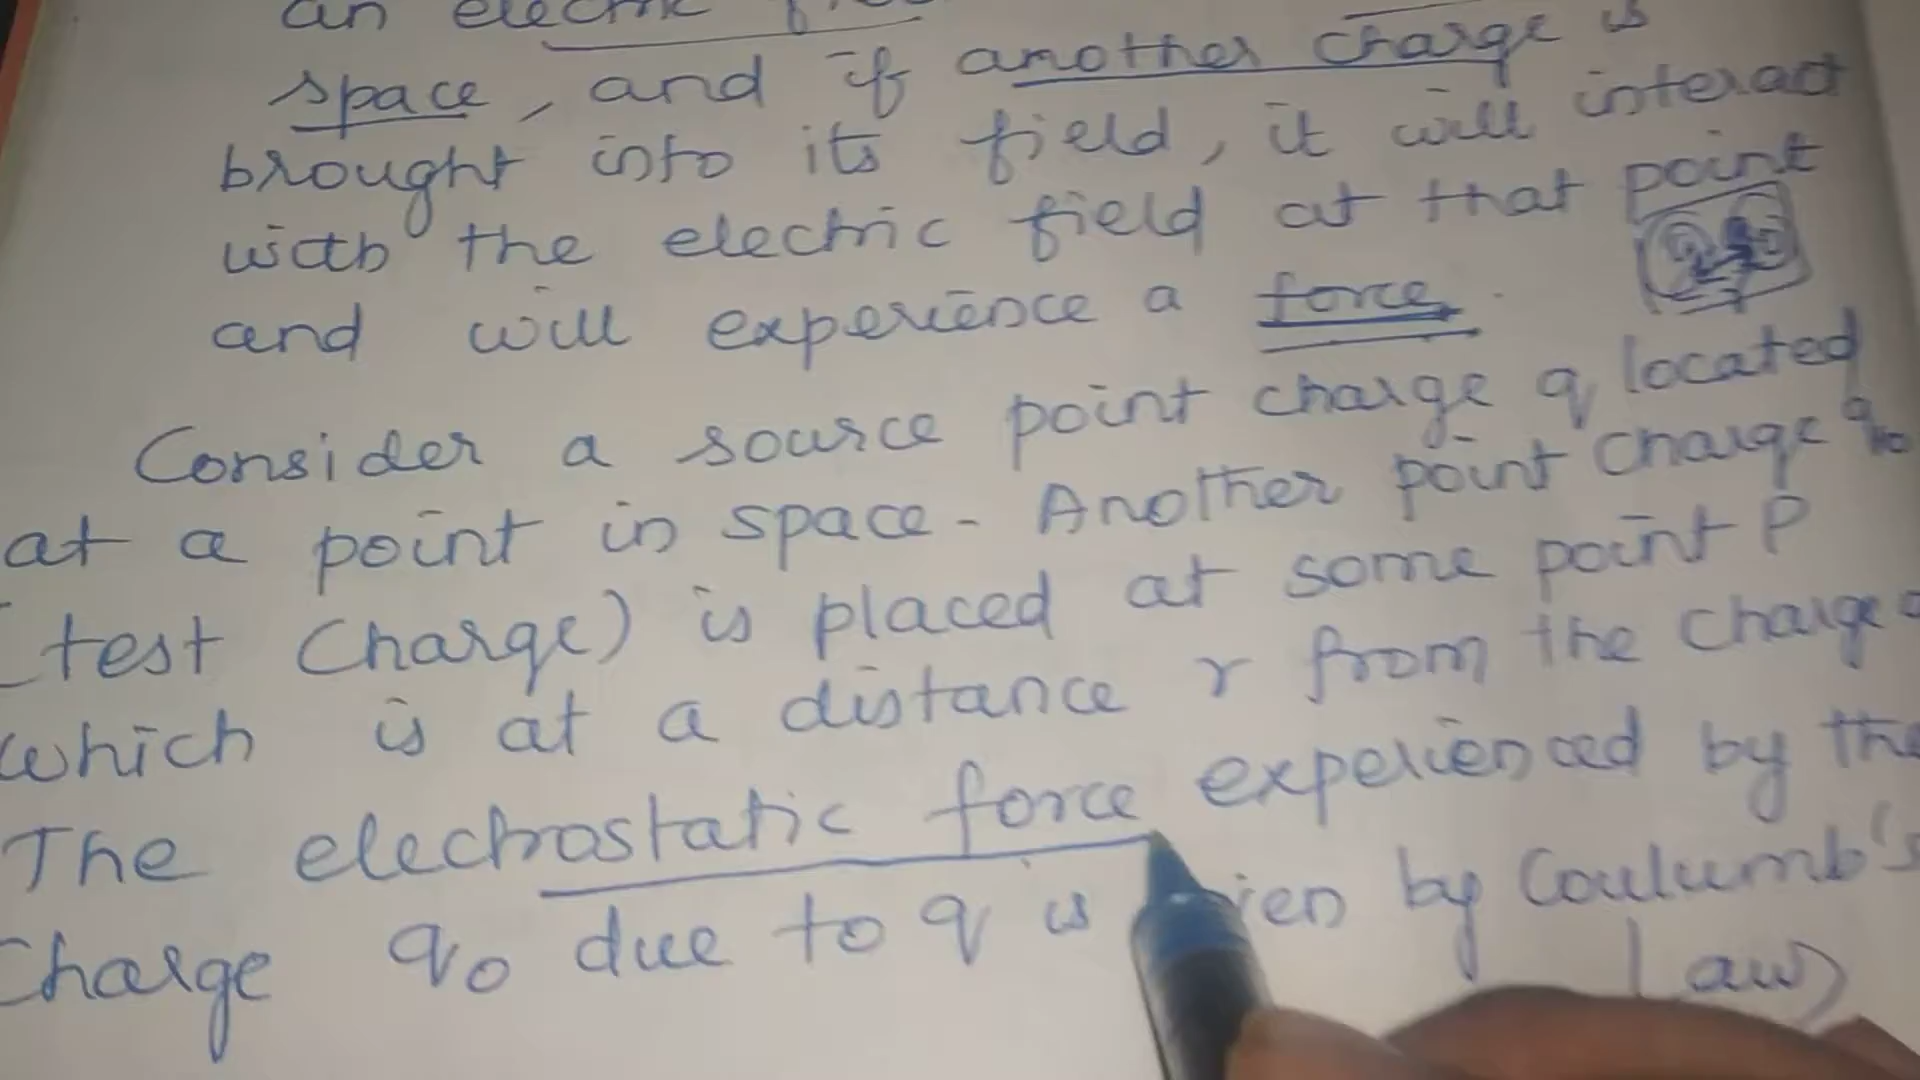 an electric
space, and if another charge is
brought into its field, it will interact
with the electric field at that point
and will experience a force.
Consider a source point charge q located
at a point in space. Another point charge q0
(test Charge) is placed at some point P
which is at a distance r from the charge
The electrostatic force experienced by the
Charge q0 due to q is by Coulumb's
Law)